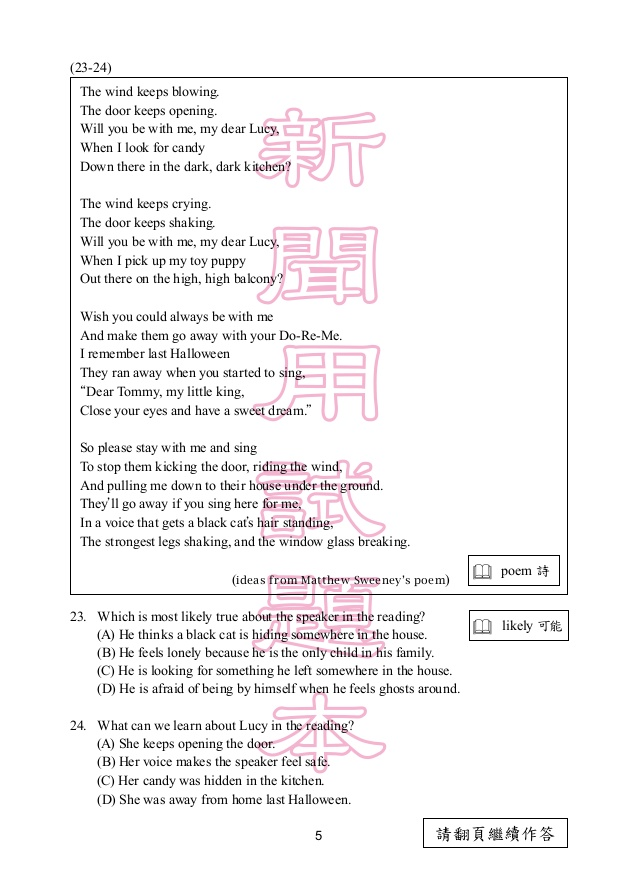 (23-24)
The wind keeps blowing.
The door keeps opening.
Will you be with me, my dear Lucy,
When I look for candy
Down there in the dark, dark kitchen?
The wind keeps crying.
The door keeps shaking.
Will you be with me, my dear Lucy,
When I pick up my toy puppy
Out there on the high, high balcony?
Wish you could always be with me
And make them go away with your Do-Re-Me.
I remember last Halloween
They ran away when you started to sing,
“Dear Tommy, my little king,
Close your eyes and have a sweet dream.”
So please stay with me and sing
To stop them kicking the door, riding the wind,
And pulling me down to their house under the ground.
They’ll go away if you sing here for me,
In a voice that gets a black cat’s hair standing,
The strongest legs shaking, and the window glass breaking.
(ideas from Matthew Sweeney's poem)
poem 詩
23. Which is most likely true about the speaker in the reading?
(A) He thinks a black cat is hiding somewhere in the house.
(B) He feels lonely because he is the only child in his family.
(C) He is looking for something he left somewhere in the house.
(D) He is afraid of being by himself when he feels ghosts around.
likely 可能
24. What can we learn about Lucy in the reading?
(A) She keeps opening the door.
(B) Her voice makes the speaker feel safe.
(C) Her candy was hidden in the kitchen.
(D) She was away from home last Halloween.
5
請翻頁繼續作答
新聞用試題本